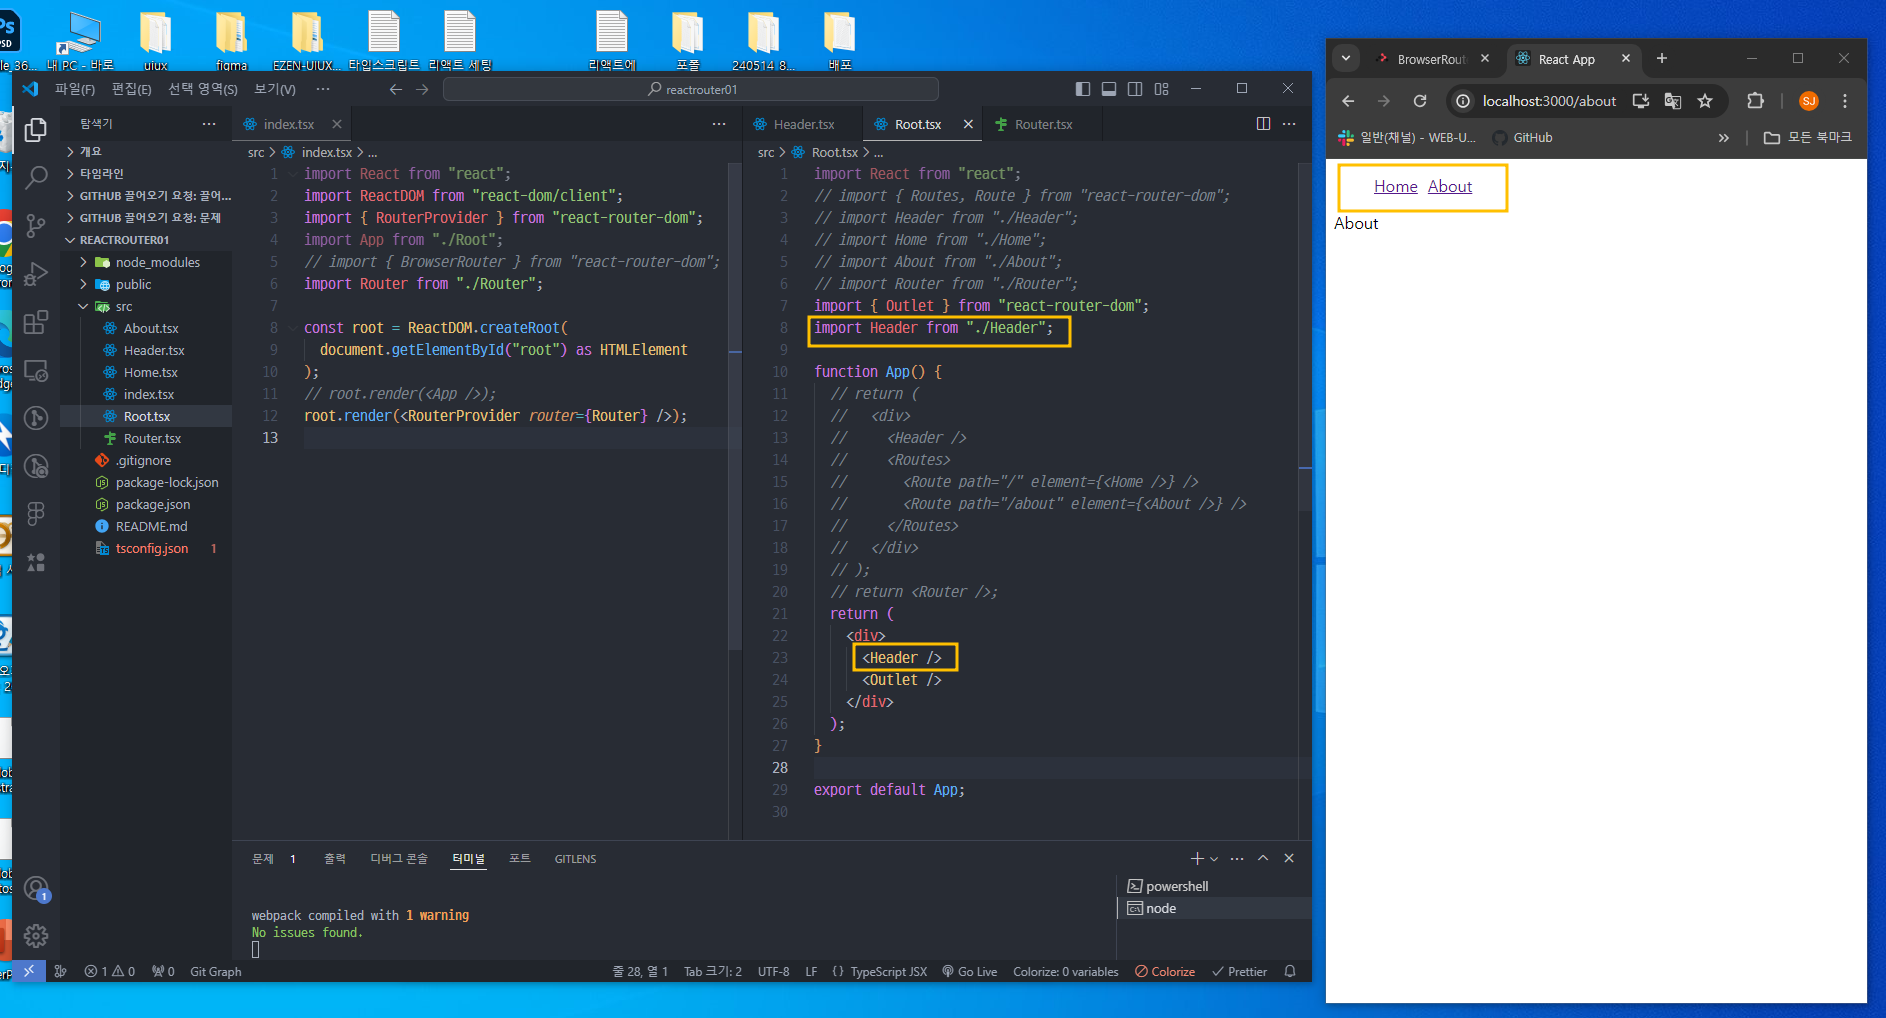 내 PC - 바로
uiux
figma
EZEN-UIUX...
타입스크립트
리액트 세팅
리액트에
포폴
240514 8...
배포
파일(F)
편집(E)
선택 영역(S)
보기(V)
reactrouter01
탐색기
개요
타임라인
GITHUB 끌어오기 요청: 끌어...
GITHUB 끌어오기 요청: 문제
REACTROUTER01
node_modules
public
src
About.tsx
Header.tsx
Home.tsx
index.tsx
Root.tsx
Router.tsx
.gitignore
package-lock.json
package.json
README.md
tsconfig.json 1
index.tsx
src > index.tsx > ...
1 import React from "react";
2 import ReactDOM from "react-dom/client";
3 import { RouterProvider } from "react-router-dom";
4 import App from "./Root";
5 // import { BrowserRouter } from "react-router-dom";
6 import Router from "./Router";
7
8 const root = ReactDOM.createRoot(
9 document.getElementById("root") as HTMLElement
10 );
11 // root.render(<App />);
12 root.render(<RouterProvider router={Router} />);
13
Header.tsx
Root.tsx
Router.tsx
src > Root.tsx > ...
1 import React from "react";
2 // import { Routes, Route } from "react-router-dom";
3 // import Header from "./Header";
4 // import Home from "./Home";
5 // import About from "./About";
6 // import Router from "./Router";
7 import { Outlet } from "react-router-dom";
8 import Header from "./Header";
9
10 function App() {
11 // return (
12 //   <div>
13 //     <Header />
14 //     <Routes>
15 //       <Route path="/" element={<Home />} />
16 //       <Route path="/about" element={<About />} />
17 //     </Routes>
18 //   </div>
19 // );
20 // return <Router />;
21 return (
22 <div>
23 <Header />
24 <Outlet />
25 </div>
26 );
27 }
28
29 export default App;
30
문제 1
출력
디버그 콘솔
터미널
포트
GITLENS
webpack compiled with 1 warning
No issues found.
powershell
node
1
1 0
0
Git Graph
줄 28, 열 1
Tab 크기: 2
UTF-8
LF
{ } TypeScript JSX
Go Live
Colorize: 0 variables
Colorize
Prettier
BrowserRout
React App
localhost:3000/about
SJ
일반(채널) - WEB-U...
GitHub
모든 북마크
Home About
About